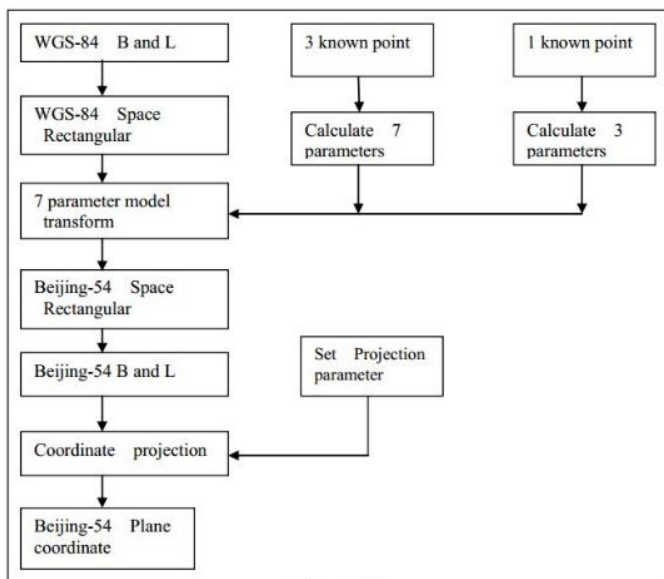 WGS-84 B and L
3 known point
1 known point
WGS-84 Space
Rectangular
Calculate 7
parameters
Calculate 3
parameters
7 parameter model
transform
Beijing-54 Space
Rectangular
Set Projection
parameter
Beijing-54 B and L
Coordinate projection
Beijing-54 Plane
coordinate